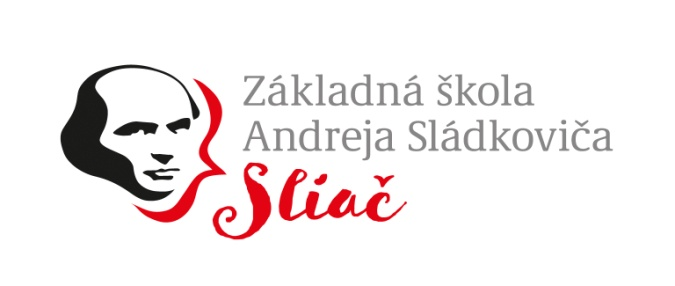 Základná škola
Andreja Sládkoviča
Sliač